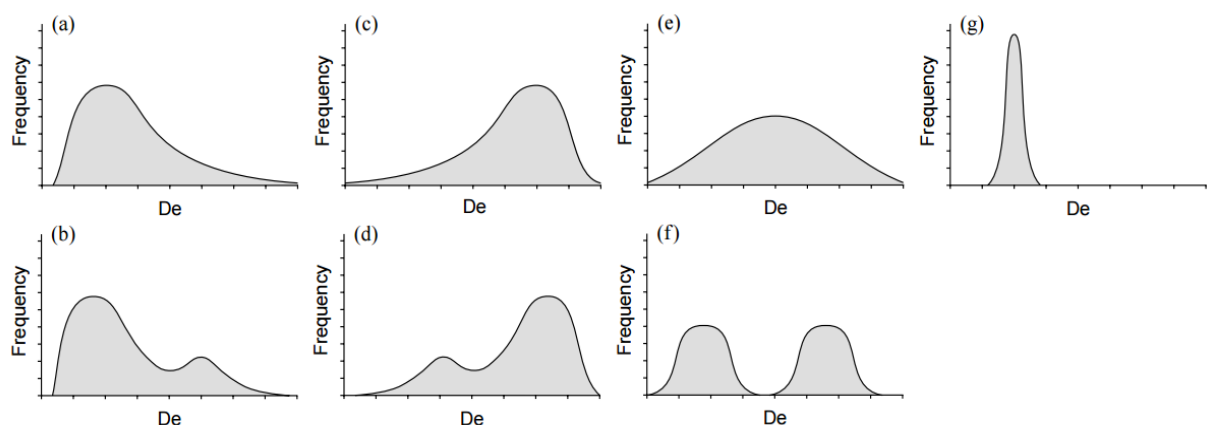 (a)
Frequency
De
(c)
Frequency
De
(e)
Frequency
De
(g)
Frequency
De
(b)
Frequency
De
(d)
Frequency
De
(f)
Frequency
De